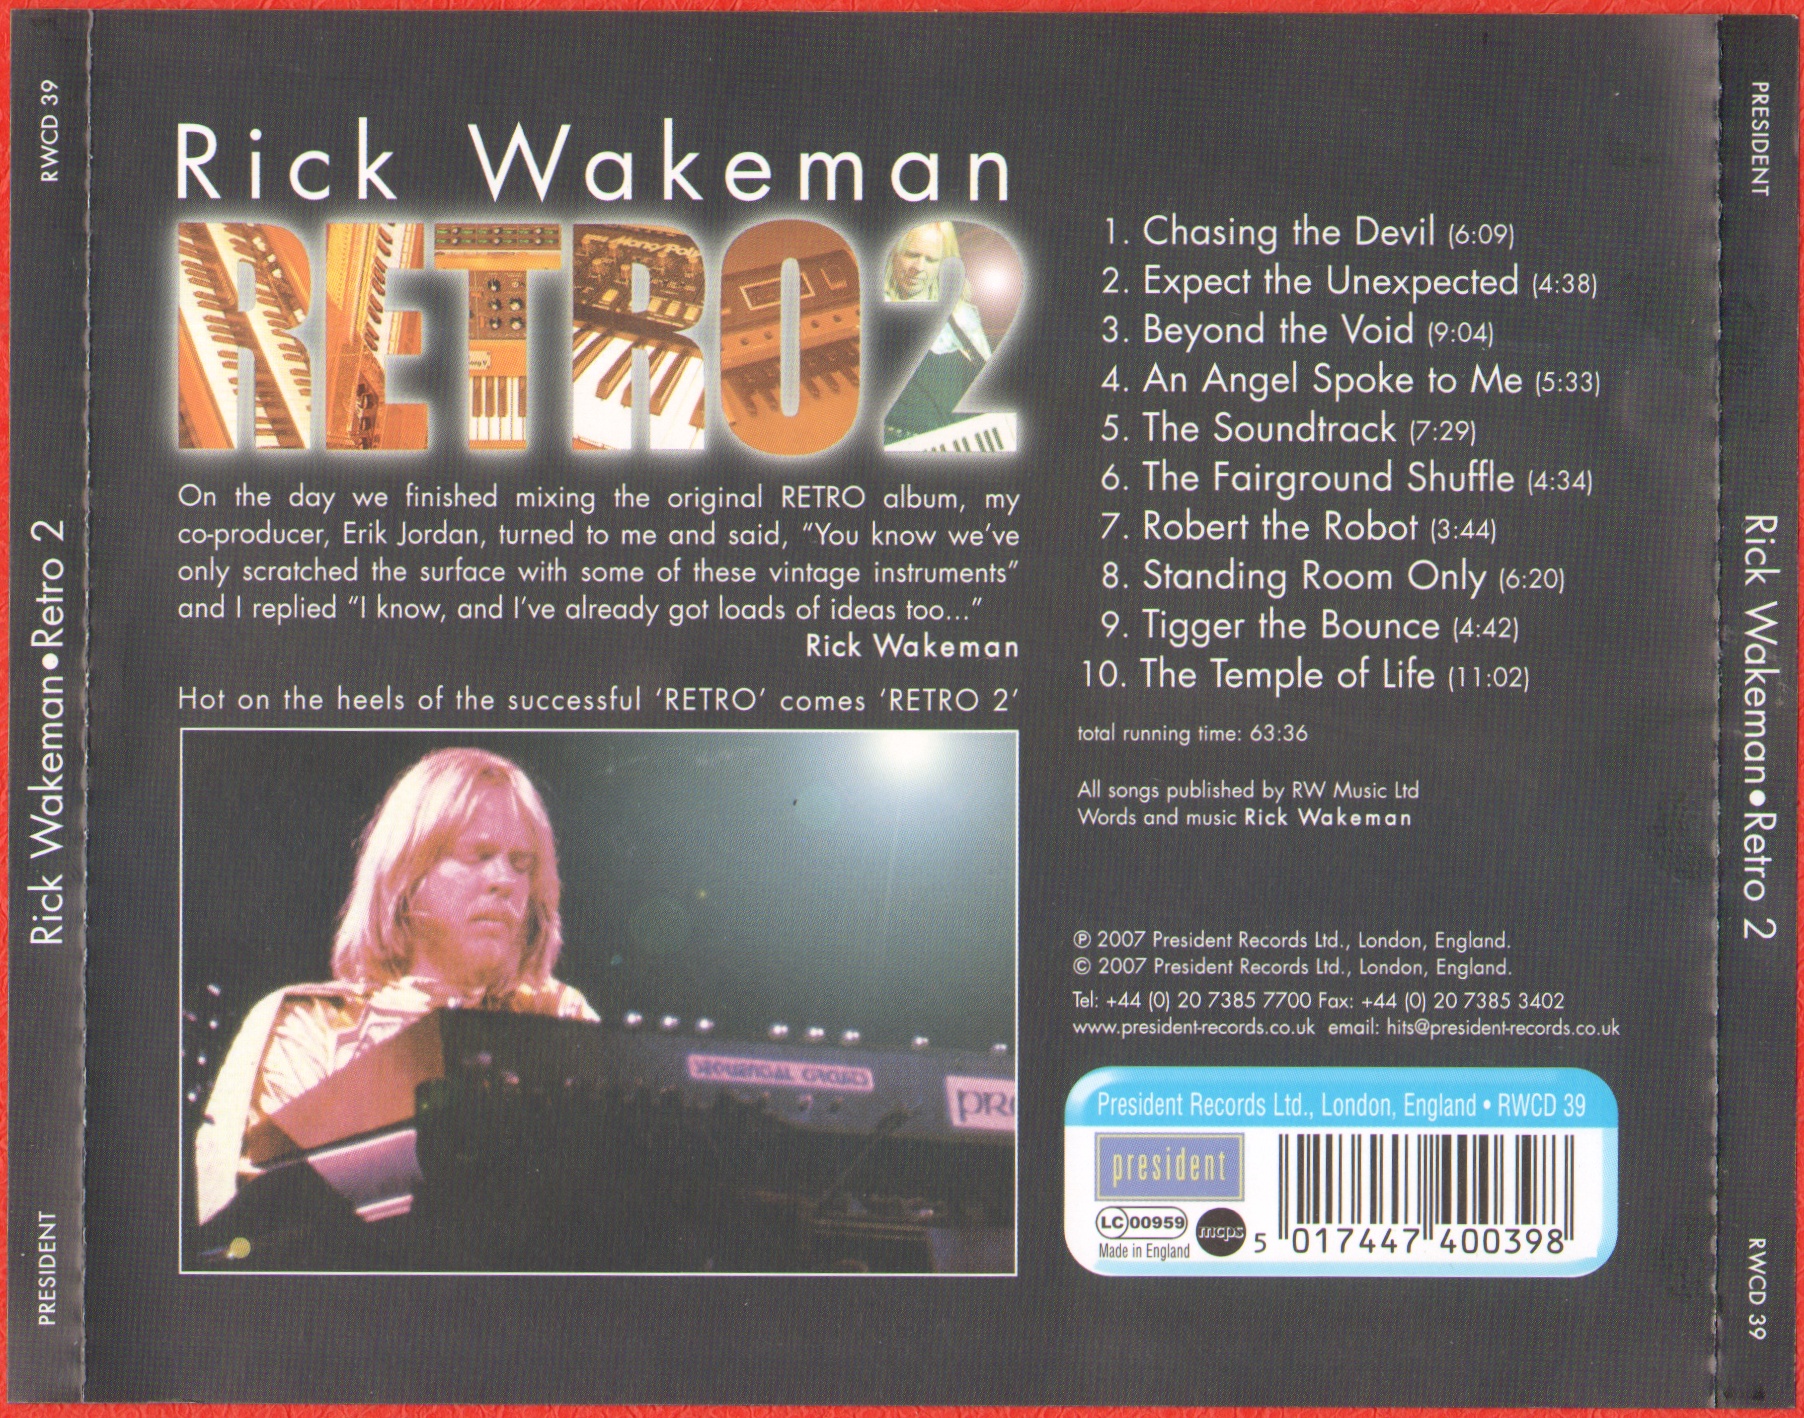 RWCD 39
Rick Wakeman•Retro 2
PRESIDENT
Rick Wakeman
RETRO2
Mono/Poly
On the day we finished mixing the original RETRO album, my
co-producer, Erik Jordan, turned to me and said, “You know we’ve
only scratched the surface with some of these vintage instruments”
and I replied “I know, and I’ve already got loads of ideas too...”
Rick Wakeman
Hot on the heels of the successful ‘RETRO’ comes ‘RETRO 2’
SEQUENTIAL CIRCUITS
PRO
1. Chasing the Devil (6:09)
2. Expect the Unexpected (4:38)
3. Beyond the Void (9:04)
4. An Angel Spoke to Me (5:33)
5. The Soundtrack (7:29)
6. The Fairground Shuffle (4:34)
7. Robert the Robot (3:44)
8. Standing Room Only (6:20)
9. Tigger the Bounce (4:42)
10. The Temple of Life (11:02)
total running time: 63:36
All songs published by RW Music Ltd
Words and music Rick Wakeman
℗ 2007 President Records Ltd., London, England.
© 2007 President Records Ltd., London, England.
Tel: +44 (0) 20 7385 7700 Fax: +44 (0) 20 7385 3402
www.president-records.co.uk email: hits@president-records.co.uk
President Records Ltd., London, England • RWCD 39
president
LC 00959
Made in England
mcps
5 017447 400398
PRESIDENT
Rick Wakeman•Retro 2
RWCD 39